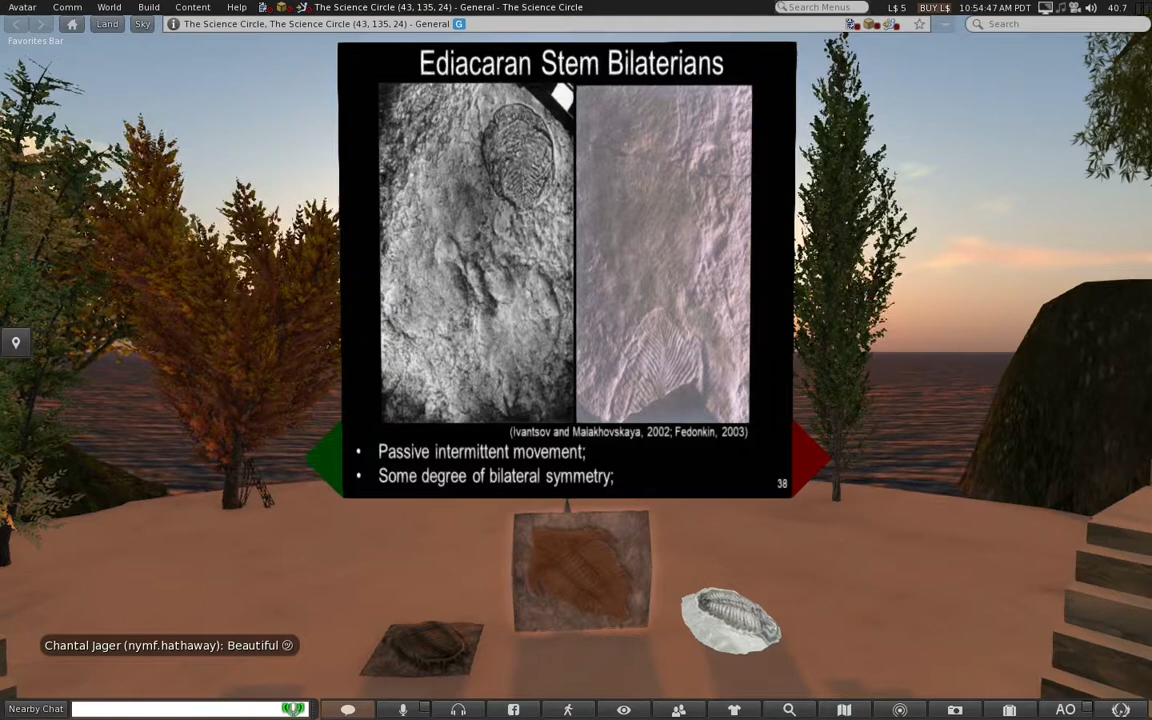 Avatar Comm World Build Content Help The Science Circle (43, 135, 24) - General - The Science Circle Search Menus L$ 5 BUY L$ 10:54:47 AM PDT 40.7
Land Sky The Science Circle, The Science Circle (43, 135, 24) - General G Search
Favorites Bar
Ediacaran Stem Bilaterians
(Ivantsov and Malakhovskaya, 2002; Fedonkin, 2003)
• Passive intermittent movement;
• Some degree of bilateral symmetry;
38
Chantal Jager (nymf.hathaway): Beautiful
Nearby Chat AO